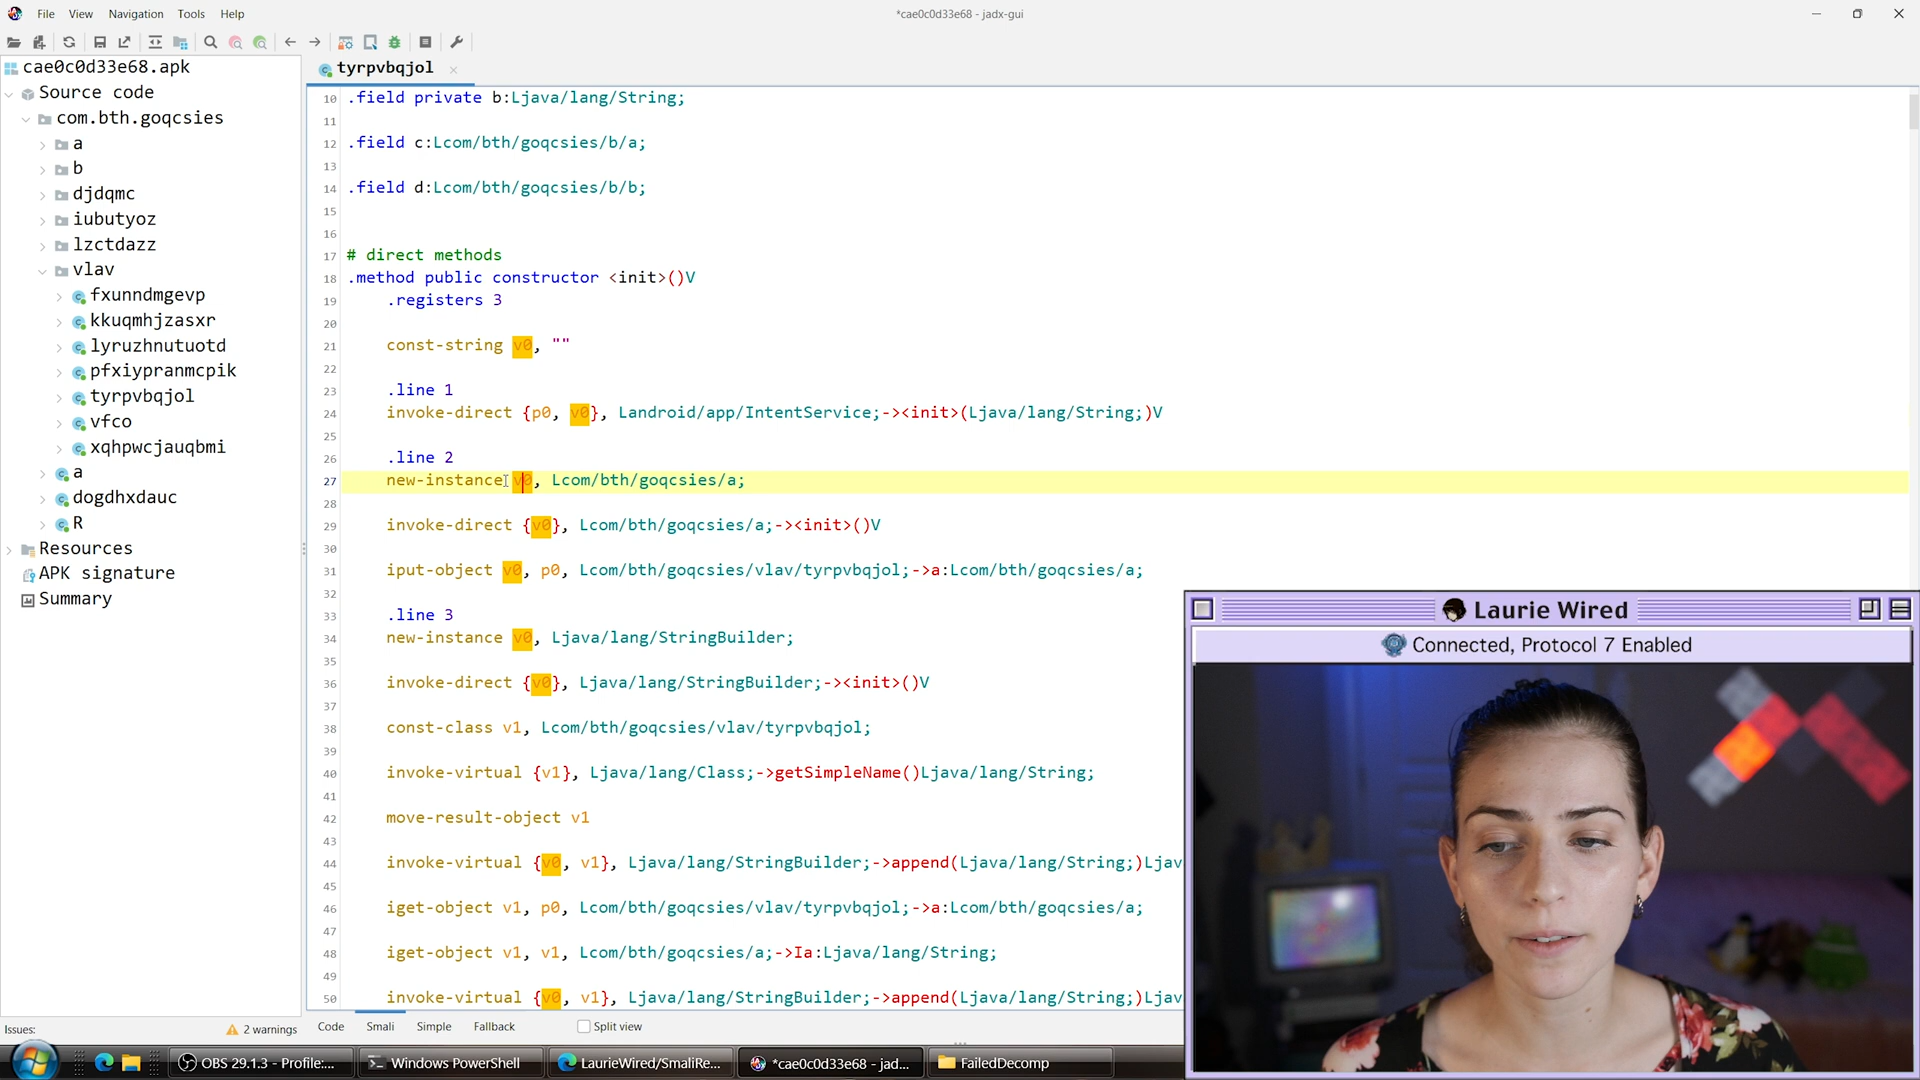 File View Navigation Tools Help
*cae0c0d33e68 - jadx-gui
cae0c0d33e68.apk
Source code
com.bth.goqcsies
a
b
djdqmc
iubutyoz
lzctdazz
vlav
fxunndmgevp
kkuqmhjzasxr
lyruzhnutuotd
pfxiypranmcpik
tyrpvbqjol
vfco
xqhpwcjauqbmi
a
dogdhxdauc
R
Resources
APK signature
Summary
tyrpvbqjol
10 .field private b:Ljava/lang/String;
11
12 .field c:Lcom/bth/goqcsies/b/a;
13
14 .field d:Lcom/bth/goqcsies/b/b;
15
16
17 # direct methods
18 .method public constructor <init>()V
19 .registers 3
20
21 const-string v0, ""
22
23 .line 1
24 invoke-direct {p0, v0}, Landroid/app/IntentService;-><init>(Ljava/lang/String;)V
25
26 .line 2
27 new-instance v0, Lcom/bth/goqcsies/a;
28
29 invoke-direct {v0}, Lcom/bth/goqcsies/a;-><init>()V
30
31 iput-object v0, p0, Lcom/bth/goqcsies/vlav/tyrpvbqjol;->a:Lcom/bth/goqcsies/a;
32
33 .line 3
34 new-instance v0, Ljava/lang/StringBuilder;
35
36 invoke-direct {v0}, Ljava/lang/StringBuilder;-><init>()V
37
38 const-class v1, Lcom/bth/goqcsies/vlav/tyrpvbqjol;
39
40 invoke-virtual {v1}, Ljava/lang/Class;->getSimpleName()Ljava/lang/String;
41
42 move-result-object v1
43
44 invoke-virtual {v0, v1}, Ljava/lang/StringBuilder;->append(Ljava/lang/String;)Ljav
45
46 iget-object v1, p0, Lcom/bth/goqcsies/vlav/tyrpvbqjol;->a:Lcom/bth/goqcsies/a;
47
48 iget-object v1, v1, Lcom/bth/goqcsies/a;->Ia:Ljava/lang/String;
49
50 invoke-virtual {v0, v1}, Ljava/lang/StringBuilder;->append(Ljava/lang/String;)Ljav
Laurie Wired
Connected, Protocol 7 Enabled
Issues: 2 warnings
Code Smali Simple Fallback Split view
OBS 29.1.3 - Profile:... Windows PowerShell LaurieWired/SmaliRe... *cae0c0d33e68 - jad... FailedDecomp